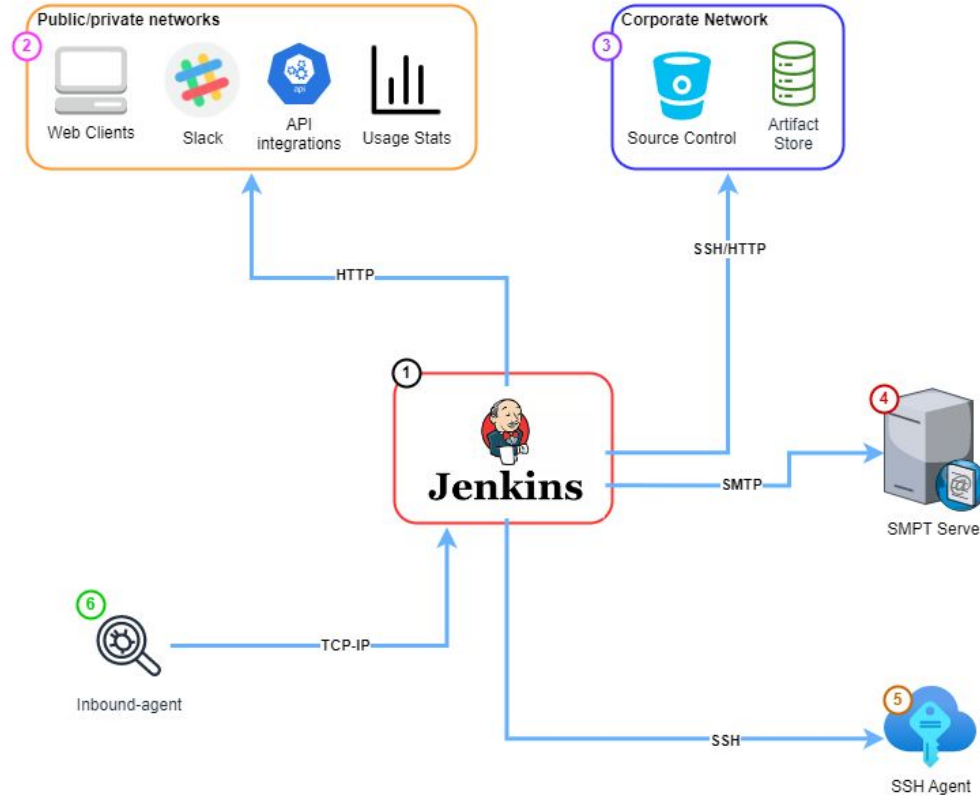 Public/private networks
2
Web Clients
Slack
api
API
integrations
Usage Stats
Corporate Network
3
Source Control
Artifact
Store
HTTP
SSH/HTTP
1
Jenkins
4
@
SMTP
SMPT Serve
6
TCP-IP
Inbound-agent
5
SSH
SSH Agent